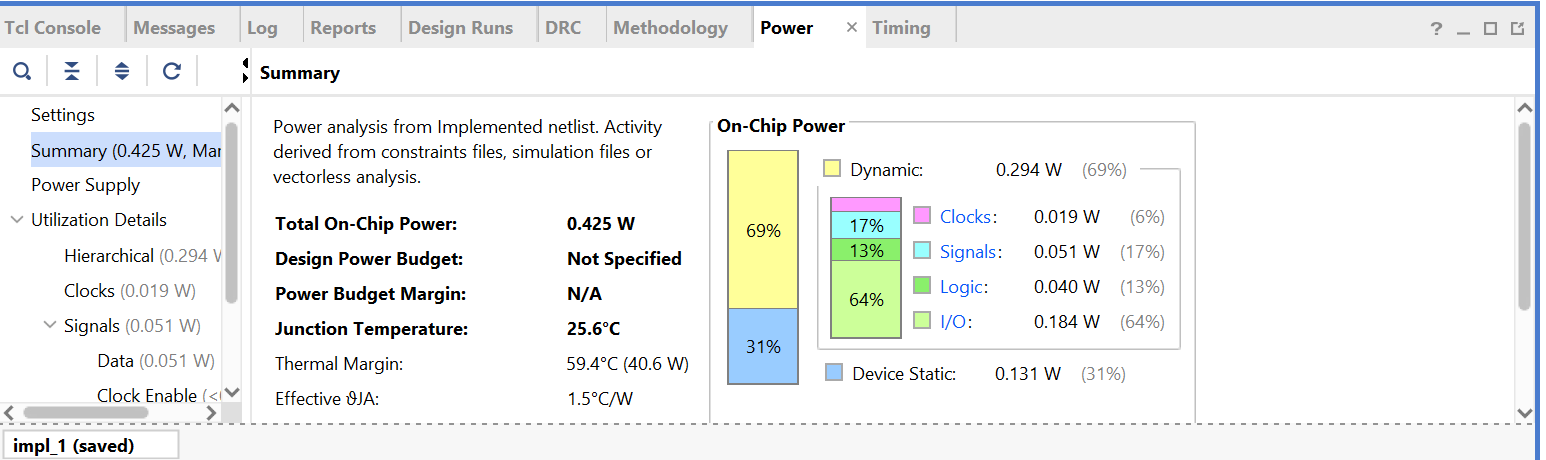 Tcl Console Messages Log Reports Design Runs DRC Methodology Power × Timing ?
Summary
Settings
Summary (0.425 W, Mar
Power Supply
Utilization Details
Hierarchical (0.294 W
Clocks (0.019 W)
Signals (0.051 W)
Data (0.051 W)
Clock Enable (<
Power analysis from Implemented netlist. Activity
derived from constraints files, simulation files or
vectorless analysis.
Total On-Chip Power: 0.425 W
Design Power Budget: Not Specified
Power Budget Margin: N/A
Junction Temperature: 25.6°C
Thermal Margin: 59.4°C (40.6 W)
Effective ϑJA: 1.5°C/W
On-Chip Power
69%
31%
Dynamic: 0.294 W (69%)
17%
13%
64%
Clocks: 0.019 W (6%)
Signals: 0.051 W (17%)
Logic: 0.040 W (13%)
I/O: 0.184 W (64%)
Device Static: 0.131 W (31%)
impl_1 (saved)